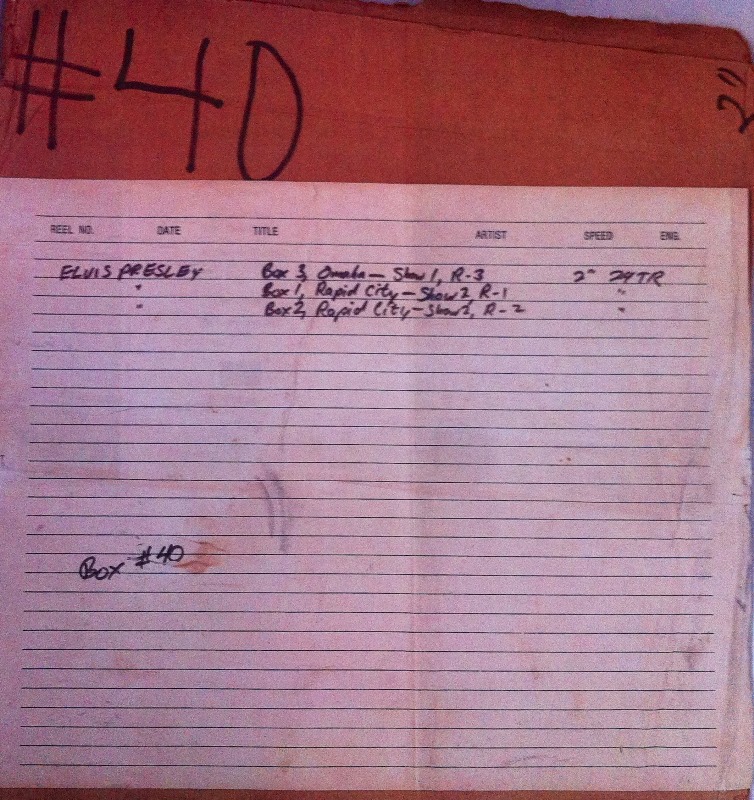 #40
2"
REEL NO. DATE TITLE ARTIST SPEED ENG.
ELVIS PRESLEY Box 3, Omaha — Show 1, R-3 2" 24TR
" Box 1, Rapid City — Show 2 R-1 "
" Box 2, Rapid City — Show 2, R-2 "
Box #40